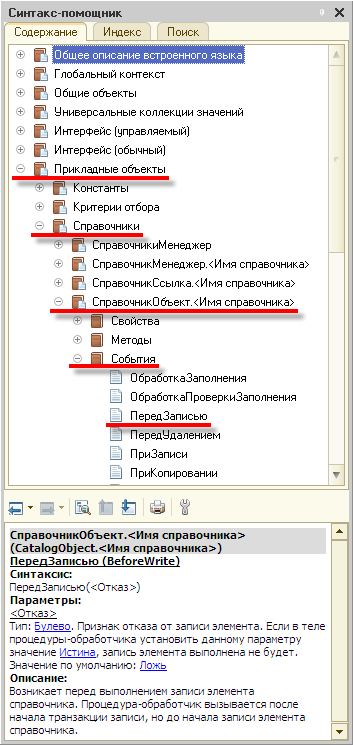 Синтакс-помощник
Содержание Индекс Поиск
Общее описание встроенного языка
Глобальный контекст
Общие объекты
Универсальные коллекции значений
Интерфейс (управляемый)
Интерфейс (обычный)
Прикладные объекты
Константы
Критерии отбора
Справочники
СправочникиМенеджер
СправочникМенеджер.<Имя справочника>
СправочникСсылка.<Имя справочника>
СправочникОбъект.<Имя справочника>
Свойства
Методы
События
ОбработкаЗаполнения
ОбработкаПроверкиЗаполнения
ПередЗаписью
ПередУдалением
ПриЗаписи
ПриКопировании
СправочникОбъект.<Имя справочника>
(CatalogObject.<Имя справочника>)
ПередЗаписью (BeforeWrite)
Синтаксис:
ПередЗаписью(<Отказ>)
Параметры:
<Отказ>
Тип: Булево. Признак отказа от записи элемента. Если в теле
процедуры-обработчика установить данному параметру
значение Истина, запись элемента выполнена не будет.
Значение по умолчанию: Ложь
Описание:
Возникает перед выполнением записи элемента
справочника. Процедура-обработчик вызывается после
начала транзакции записи, но до начала записи элемента
справочника.